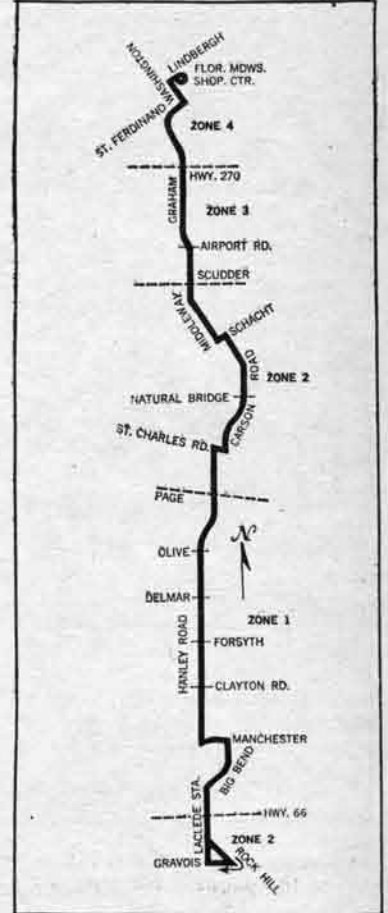 LINDBERGH
WASHINGTON
FLOR. MDWS.
SHOP. CTR.
ST. FERDINAND
ZONE 4
HWY. 270
GRAHAM
ZONE 3
AIRPORT RD.
SCUDDER
MIDDLEWAY
SCHACHT
ROAD
ZONE 2
NATURAL BRIDGE
CARSON
ST. CHARLES RD.
PAGE
N
OLIVE
DELMAR
ZONE 1
HANLEY ROAD
FORSYTH
CLAYTON RD.
MANCHESTER
BIG BEND
LACLEDE STA.
HWY. 66
ZONE 2
GRAVOIS
ROCK HILL